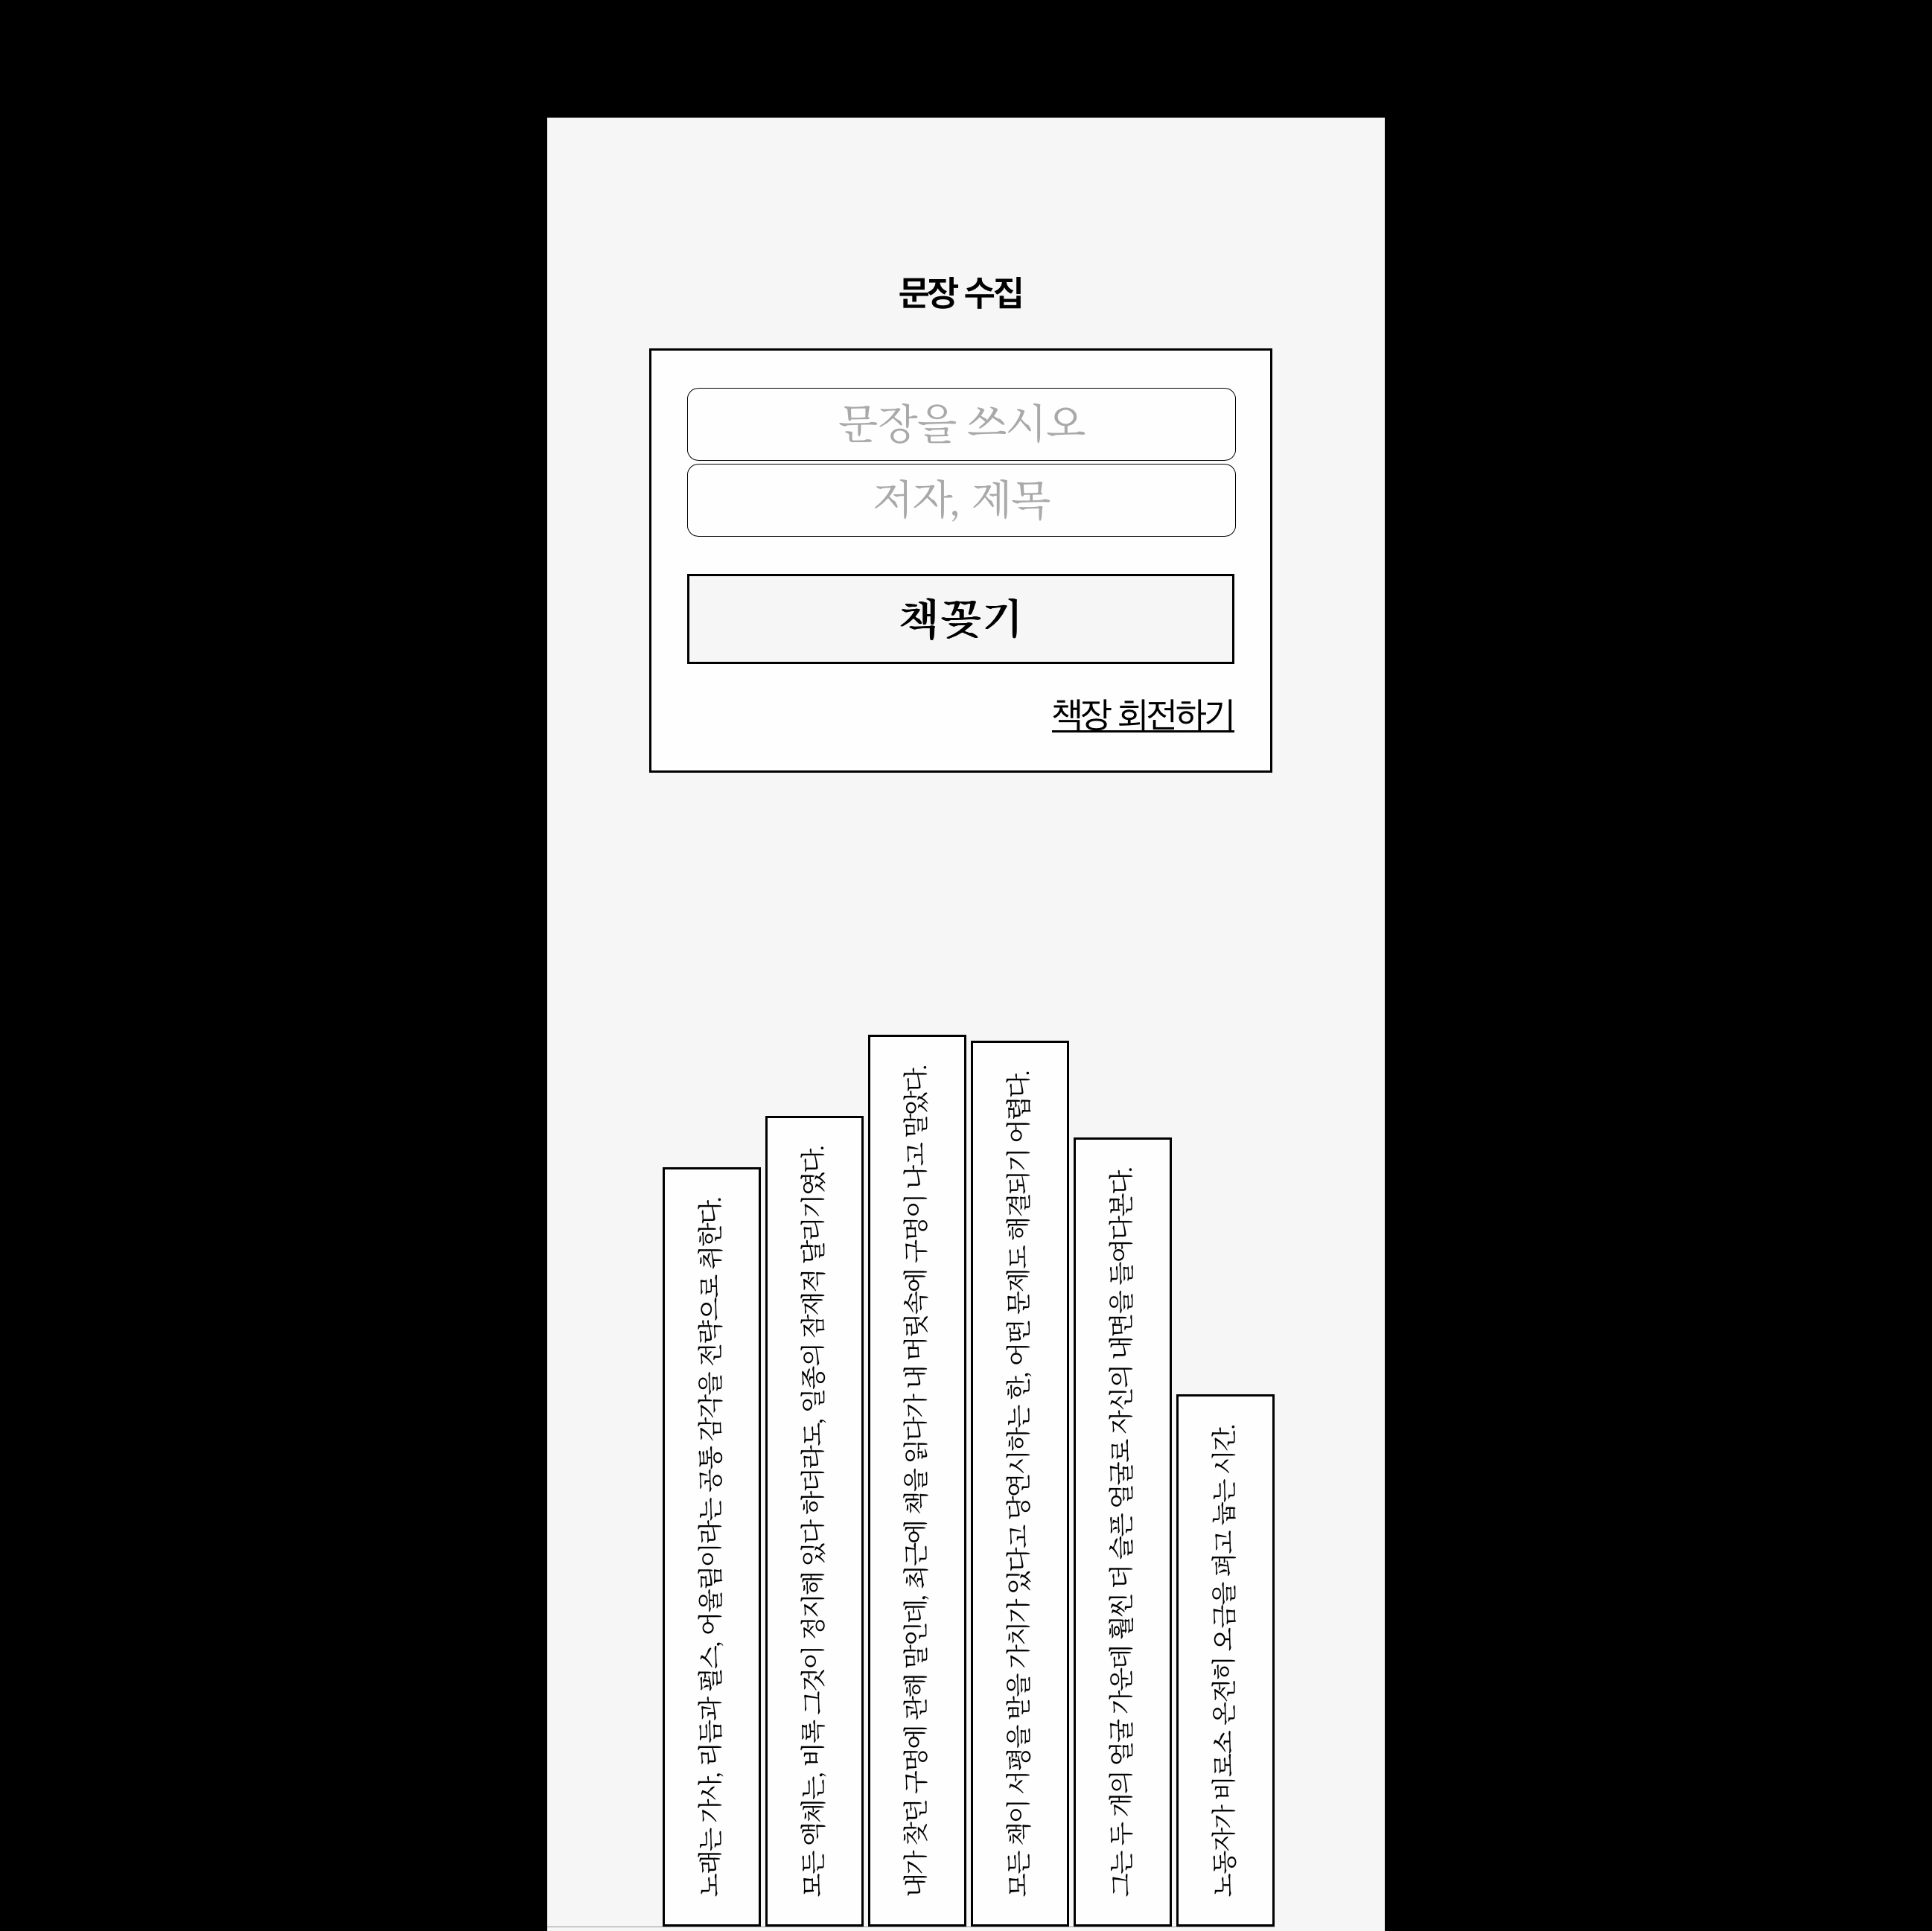 문장 수집
문장을 쓰시오
저자, 제목
책꽂기
책장 회전하기
노래는 가사, 리듬과 펄스, 어울림이라는 공통 감각을 전략으로 취한다.
모든 액체는, 비록 그것이 정지해 있다 하더라도, 일종의 잠재적 달리기였다.
내가 찾던 구멍에 관해 말인데, 최근에 책을 읽다가 내 머릿속에 구멍이 나고 말았다.
모든 책이 서평을 받을 가치가 있다고 당연시하는 한, 어떤 문제도 해결되기 어렵다.
그는 두 개의 얼굴 가운데 훨씬 더 슬픈 얼굴로 자신의 내면을 들여다본다.
노동자가 비로소 온전히 오금을 펴고 눕는 시간.